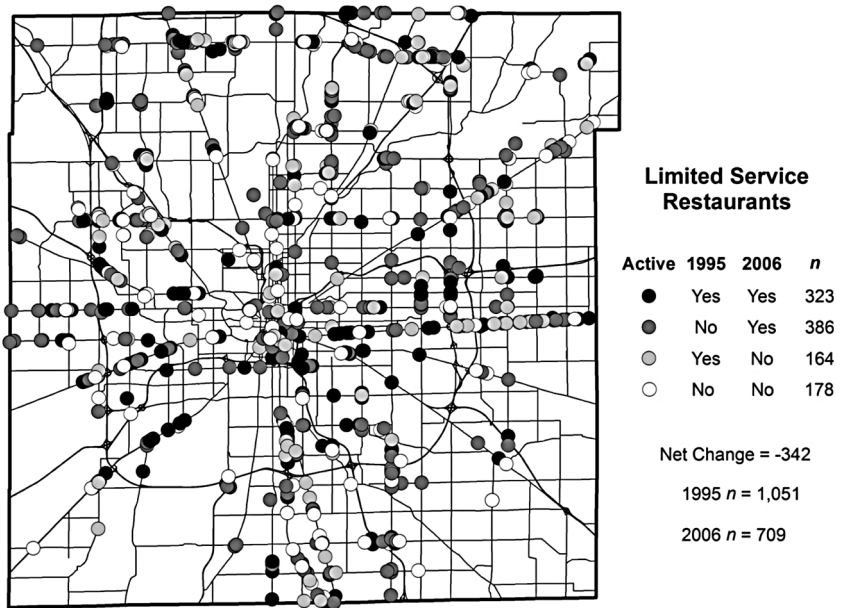 Limited Service
Restaurants
Active 1995 2006 n
Yes Yes 323
No Yes 386
Yes No 164
No No 178
Net Change = -342
1995 n = 1,051
2006 n = 709